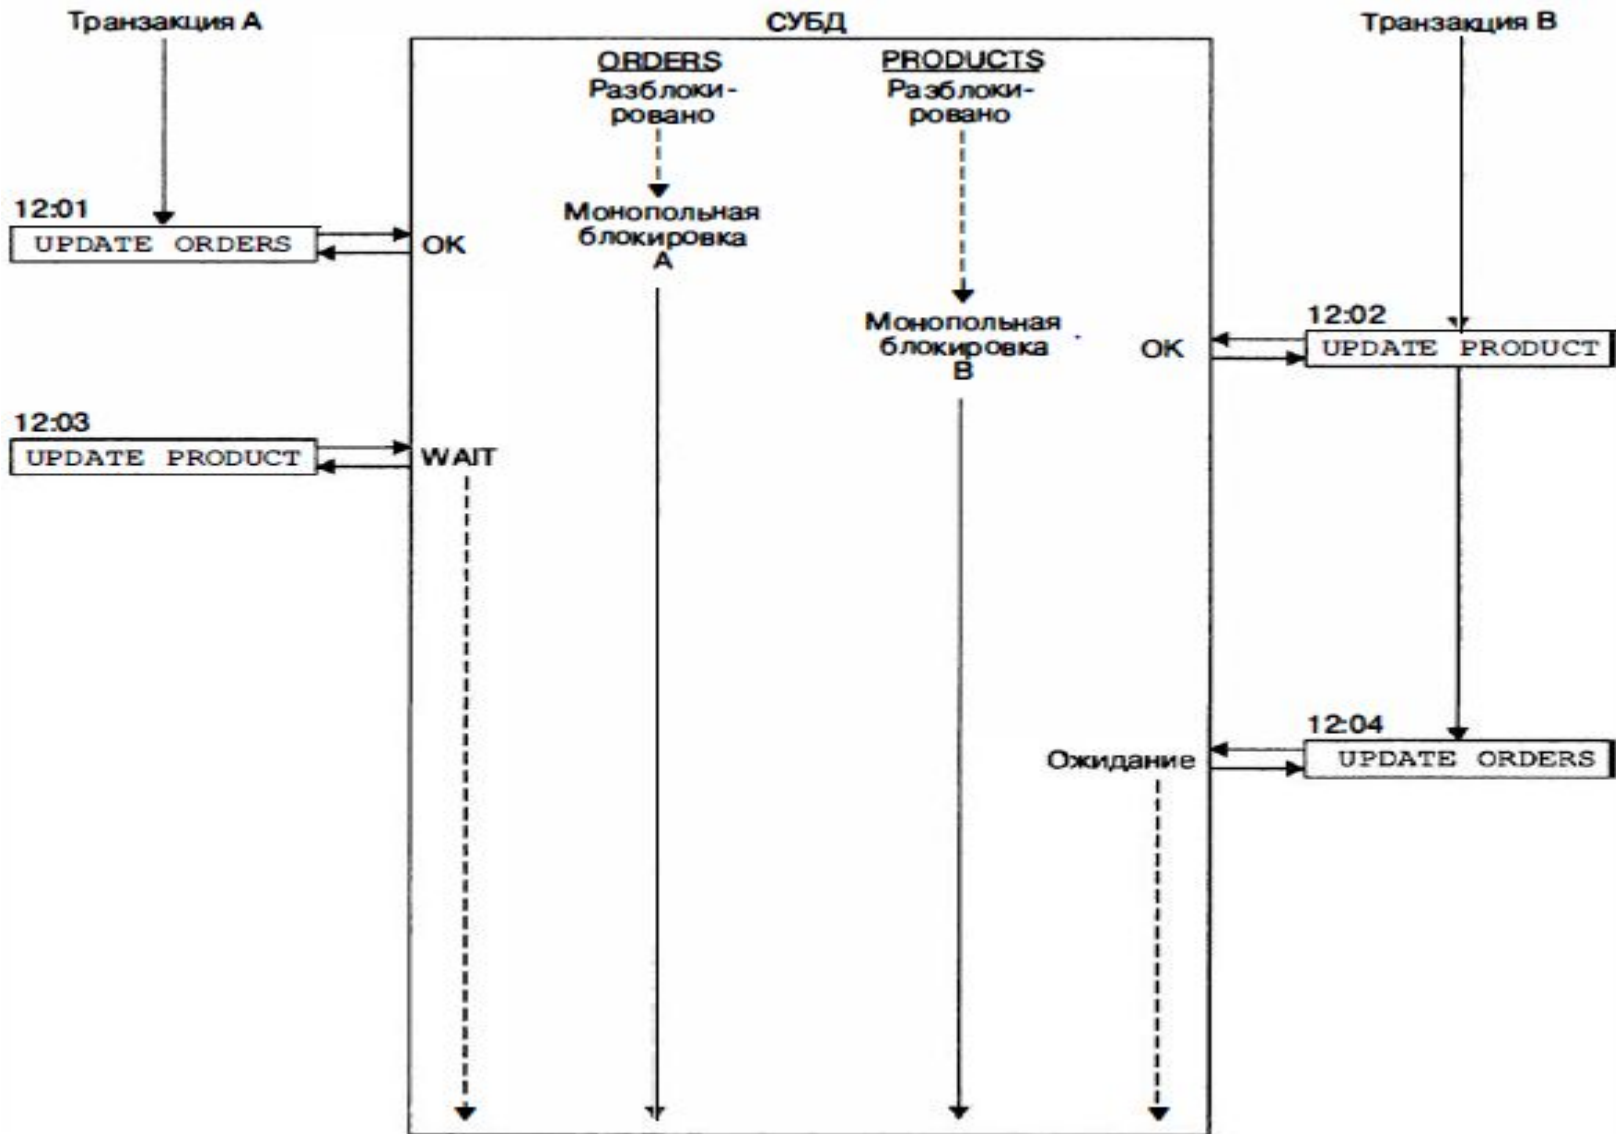 Транзакция A
СУБД
Транзакция B
ORDERS
PRODUCTS
Разблоки-
ровано
Разблоки-
ровано
12:01
UPDATE ORDERS
OK
Монопольная
блокировка
A
12:02
UPDATE PRODUCT
OK
Монопольная
блокировка
B
12:03
UPDATE PRODUCT
WAIT
12:04
UPDATE ORDERS
Ожидание